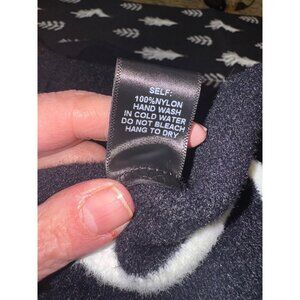 SELF:
100%NYLON
HAND WASH
IN COLD WATER
DO NOT BLEACH
HANG TO DRY